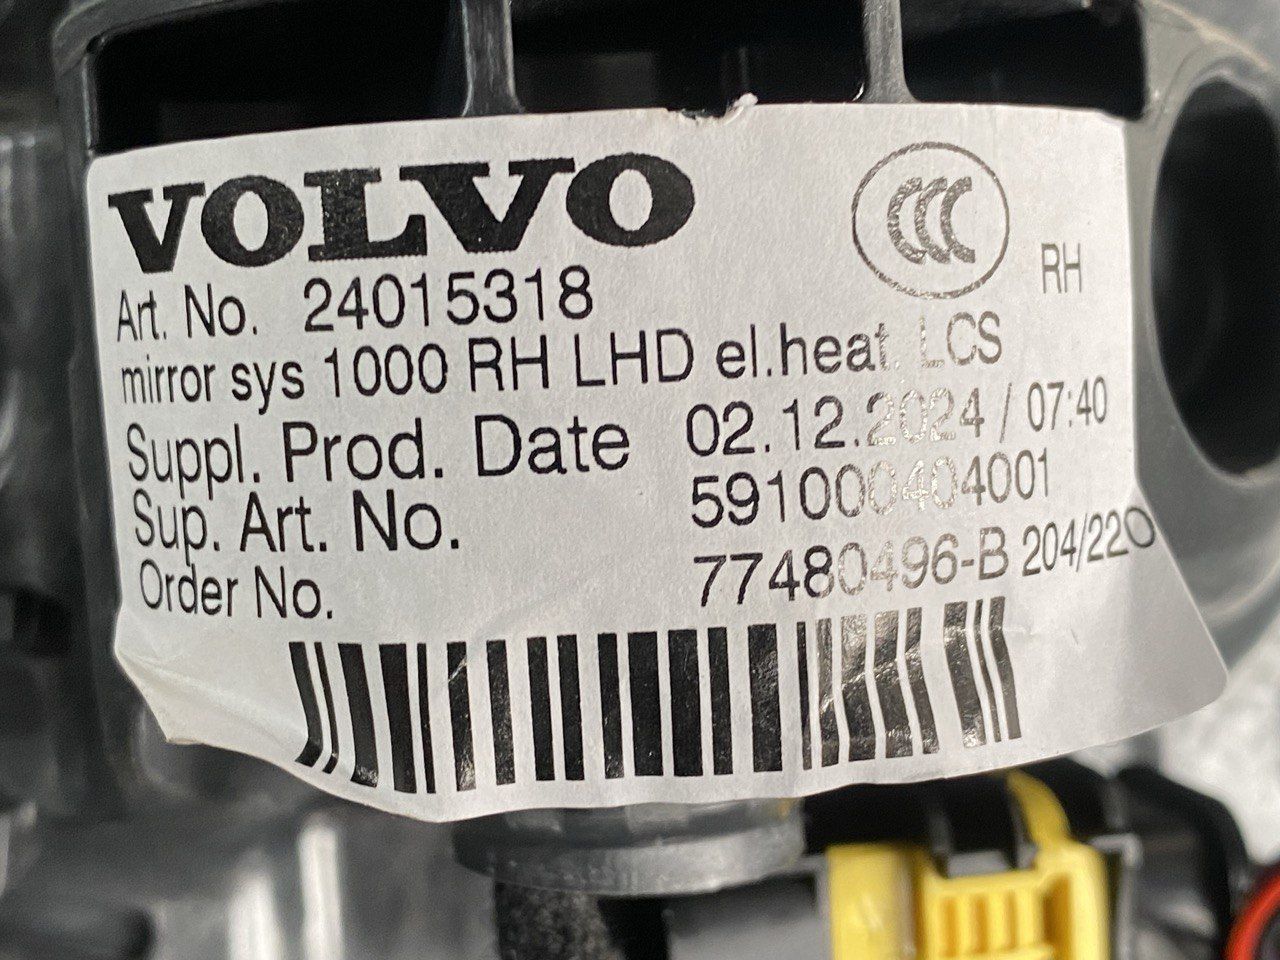 VOLVO
CCC
RH
Art. No. 24015318
mirror sys 1000 RH LHD el.heat. LCS
Suppl. Prod. Date 02.12.2024 / 07:40
Sup. Art. No. 591000404001
Order No. 77480496-B 204/220